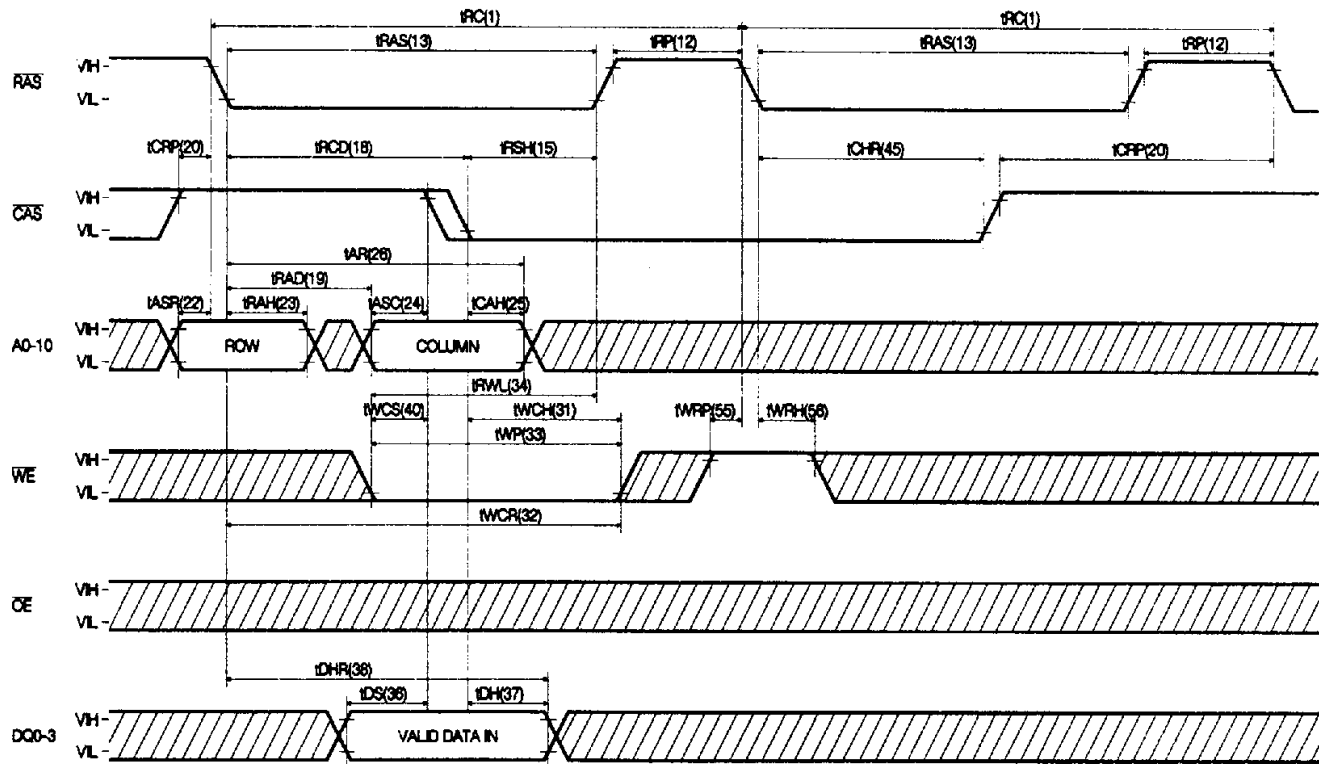 tRC(1) tRC(1)
tRAS(13) tRP(12) tRAS(13) tRP(12)
RAS VIH
VIL
tCRP(20) tRCD(18) tRSH(15) tCHR(45) tCRP(20)
CAS VIH
VIL
tAR(26)
tRAD(19)
tASR(22) tRAH(23) tASC(24) tCAH(25)
A0-10 VIH
VIL
ROW COLUMN
tRWL(34)
tWCS(40) tWCH(31) tWRP(55) tWRH(56)
tWP(33)
WE VIH
VIL
tWCR(32)
OE VIH
VIL
tDHR(38)
tDS(36) tDH(37)
DQ0-3 VIH
VIL
VALID DATA IN